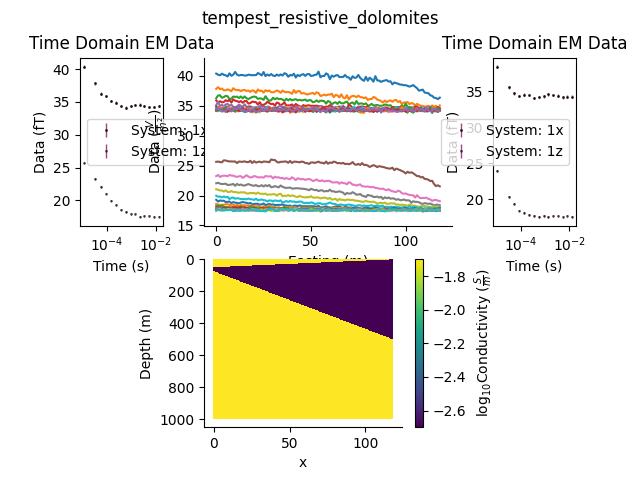 tempest_resistive_dolomites
Time Domain EM Data
Time Domain EM Data
40
35
30
25
20
Data (fT)
System: 1x
System: 1z
10⁻⁴
10⁻²
Time (s)
40
35
30
25
20
15
0
50
100
Easting (m)
35
25
20
Data (fT)
System: 1x
System: 1z
10⁻⁴
10⁻²
Time (s)
0
200
400
600
800
1000
Depth (m)
0
50
100
x
−1.8
−2.0
−2.2
−2.4
−2.6
log₁₀Conductivity (S/m)